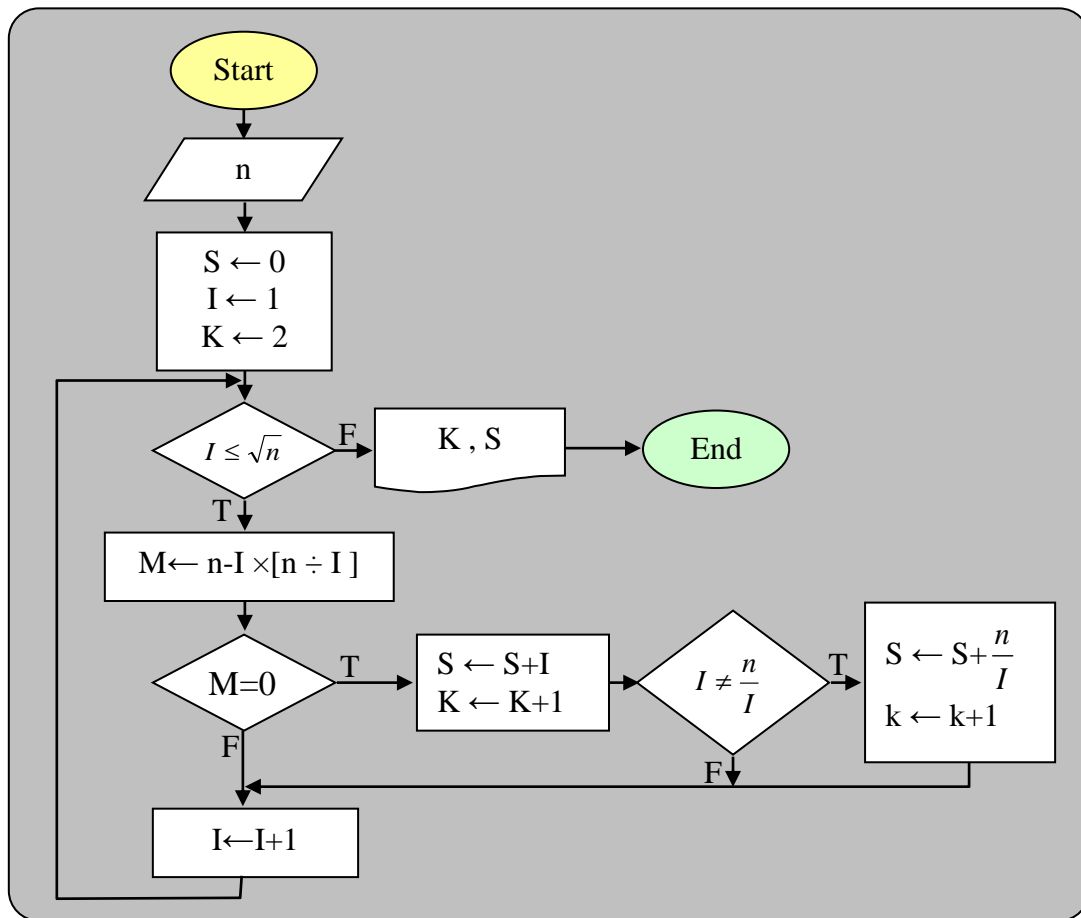 Start
n
S ← 0
I ← 1
K ← 2
I ≤ √n
F
K , S
End
T
M← n-I ×[n ÷ I ]
M=0
T
S ← S+I
K ← K+1
I ≠ n/I
T
S ← S+n/I
k ← k+1
F
F
I←I+1